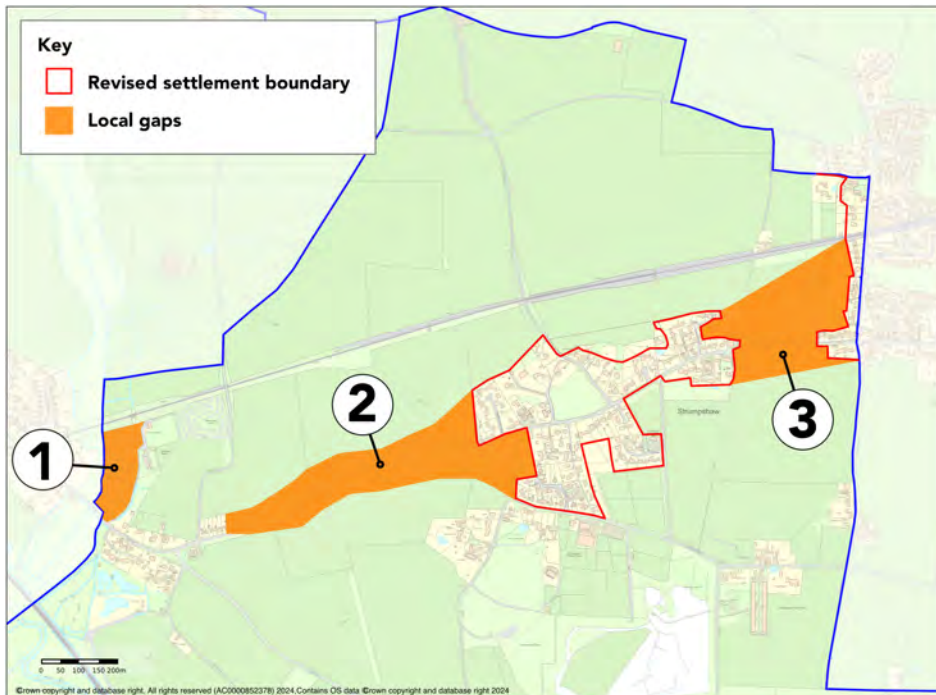 Key
Revised settlement boundary
Local gaps
1
2
3
Strumpshaw
0 50 100 150 200m
©rown copyright and database right. All rights reserved (AC0000852378) 2024,Contains OS data ©rown copyright and database right 2024